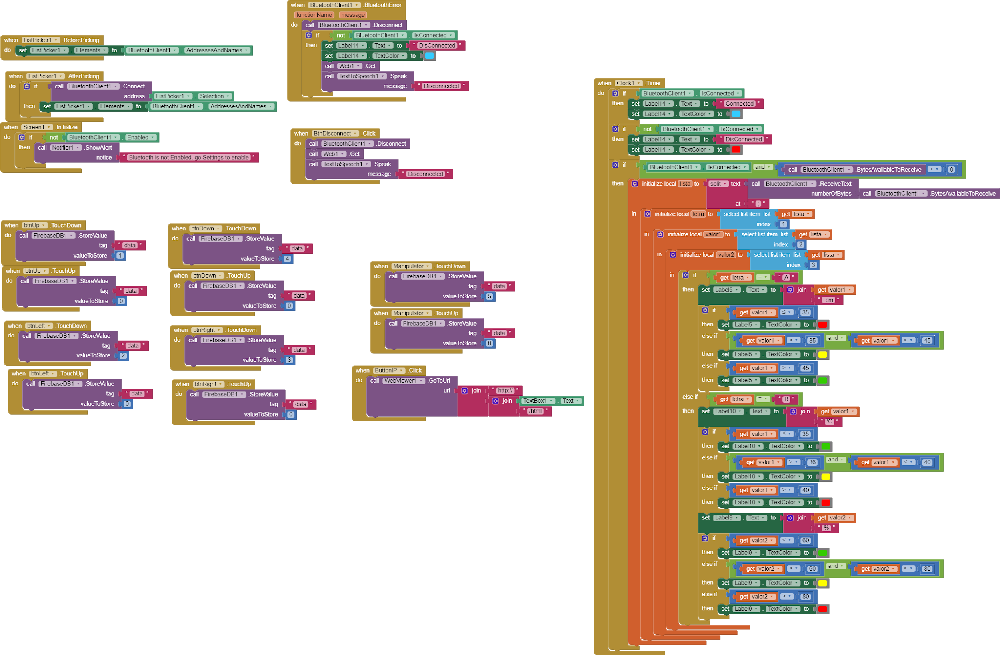 when BluetoothClient1 .BluetoothError
functionName message
do call BluetoothClient1 .Disconnect
if not BluetoothClient1 . IsConnected
then set Label14 . Text to " DisConnected "
set Label14 . TextColor to
call Web1 .Get
call TextToSpeech1 .Speak
message " Disconnected "
when ListPicker1 .BeforePicking
do set ListPicker1 . Elements to BluetoothClient1 . AddressesAndNames
when ListPicker1 .AfterPicking
do if call BluetoothClient1 .Connect
address ListPicker1 . Selection
then set ListPicker1 . Elements to BluetoothClient1 . AddressesAndNames
when Screen1 .Initialize
do if not BluetoothClient1 . Enabled
then call Notifier1 .ShowAlert
notice " Bluetooth is not Enabled, go Settings to enable "
when BtnDisconnect .Click
do call BluetoothClient1 .Disconnect
call Web1 .Get
call TextToSpeech1 .Speak
message " Disconnected "
when btnUp .TouchDown
do call FirebaseDB1 .StoreValue
tag " data "
valueToStore 1
when btnUp .TouchUp
do call FirebaseDB1 .StoreValue
tag " data "
valueToStore 0
when btnLeft .TouchDown
do call FirebaseDB1 .StoreValue
tag " data "
valueToStore 2
when btnLeft .TouchUp
do call FirebaseDB1 .StoreValue
tag " data "
valueToStore 0
when btnDown .TouchDown
do call FirebaseDB1 .StoreValue
tag " data "
valueToStore 4
when btnDown .TouchUp
do call FirebaseDB1 .StoreValue
tag " data "
valueToStore 0
when btnRight .TouchDown
do call FirebaseDB1 .StoreValue
tag " data "
valueToStore 3
when btnRight .TouchUp
do call FirebaseDB1 .StoreValue
tag " data "
valueToStore 0
when Manipulator .TouchDown
do call FirebaseDB1 .StoreValue
tag " data "
valueToStore 5
when Manipulator .TouchUp
do call FirebaseDB1 .StoreValue
tag " data "
valueToStore 0
when ButtonIP .Click
do call WebViewer1 .GoToUrl
url join " http:// "
join TextBox1 . Text
" /html "
when Clock1 .Timer
do if BluetoothClient1 . IsConnected
then set Label14 . Text to " Connected "
set Label14 . TextColor to
if not BluetoothClient1 . IsConnected
then set Label14 . Text to " DisConnected "
set Label14 . TextColor to
if BluetoothClient1 . IsConnected and call BluetoothClient1 .BytesAvailableToReceive > 0
then initialize local lista to split text call BluetoothClient1 .ReceiveText
numberOfBytes call BluetoothClient1 .BytesAvailableToReceive
at
in initialize local letra to select list item list get lista
index 1
in initialize local valor1 to select list item list get lista
index 2
in initialize local valor2 to select list item list get lista
index 3
in if get letra = " A "
then set Label5 . Text to join get valor1
" cm "
if get valor1 ≤ 35
then set Label5 . TextColor to
else if get valor1 > 35 and get valor1 < 45
then set Label5 . TextColor to
else if get valor1 > 45
then set Label5 . TextColor to
else if get letra = " B "
then set Label10 . Text to join get valor1
" 'C "
if get valor1 ≤ 35
then set Label10 . TextColor to
else if get valor1 > 36 and get valor1 < 40
then set Label10 . TextColor to
else if get valor1 > 40
then set Label10 . TextColor to
set Label9 . Text to join get valor2
" % "
if get valor2 < 60
then set Label9 . TextColor to
else if get valor2 > 60 and get valor2 < 80
then set Label9 . TextColor to
else if get valor2 > 80
then set Label9 . TextColor to